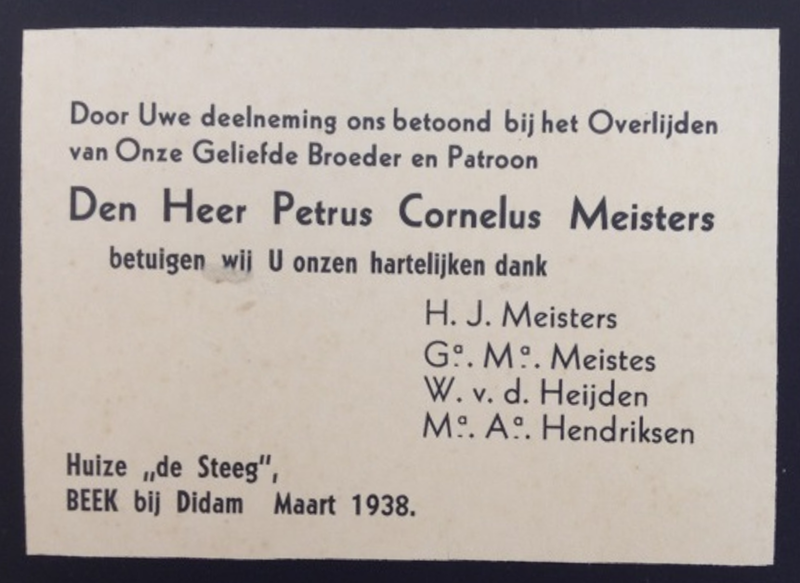 Door Uwe deelneming ons betoond bij het Overlijden
van Onze Geliefde Broeder en Patroon
Den Heer Petrus Cornelus Meisters
betuigen wij U onzen hartelijken dank
H. J. Meisters
Gª. Mª. Meistes
W. v. d. Heijden
Mª. Aª. Hendriksen
Huize „de Steeg",
BEEK bij Didam Maart 1938.